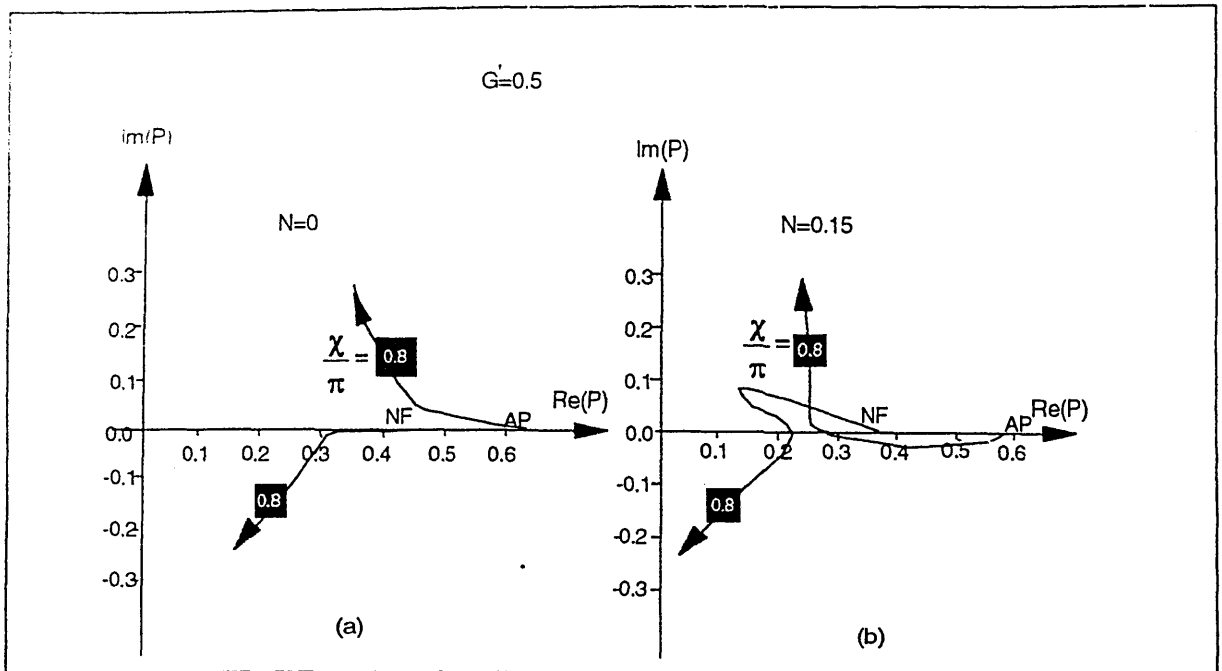 G'=0.5
Im(P)
N=0
0.3
0.2
0.1
0.0
-0.1
-0.2
-0.3
χ/π = 0.8
NF
AP
Re(P)
0.1 0.2 0.3 0.4 0.5 0.6
0.8
(a)
Im(P)
N=0.15
0.3
0.2
0.1
0.0
-0.1
-0.2
-0.3
χ/π = 0.8
NF
AP
Re(P)
0.1 0.2 0.3 0.4 0.5 0.6
0.8
(b)